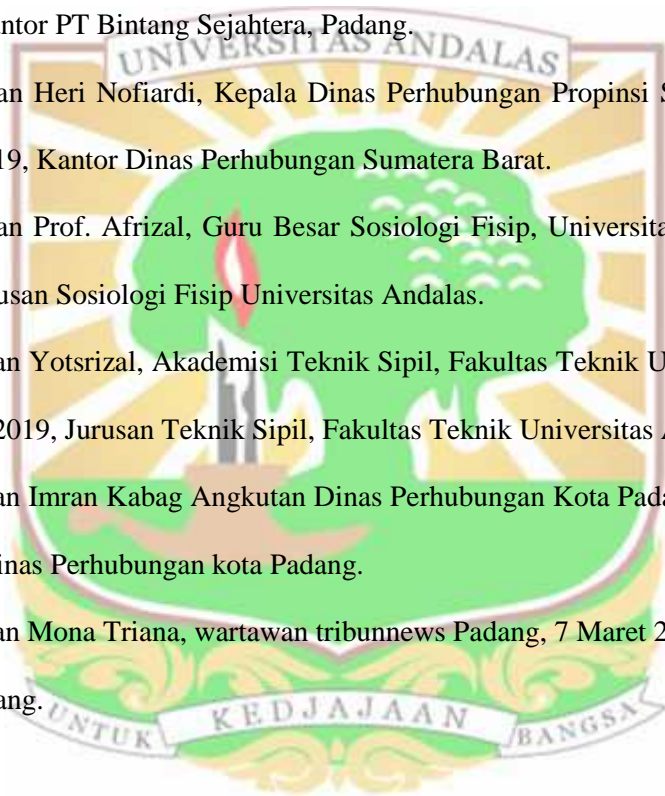 ntor PT Bintang Sejahtera, Padang.
UNIVERSITAS ANDALAS
an Heri Nofiardi, Kepala Dinas Perhubungan Propinsi S
19, Kantor Dinas Perhubungan Sumatera Barat.
an Prof. Afrizal, Guru Besar Sosiologi Fisip, Universita
usan Sosiologi Fisip Universitas Andalas.
an Yotsrizal, Akademisi Teknik Sipil, Fakultas Teknik U
2019, Jurusan Teknik Sipil, Fakultas Teknik Universitas A
an Imran Kabag Angkutan Dinas Perhubungan Kota Pada
inas Perhubungan kota Padang.
an Mona Triana, wartawan tribunnews Padang, 7 Maret 2
ang.
UNTUK KEDJAJAAN BANGSA